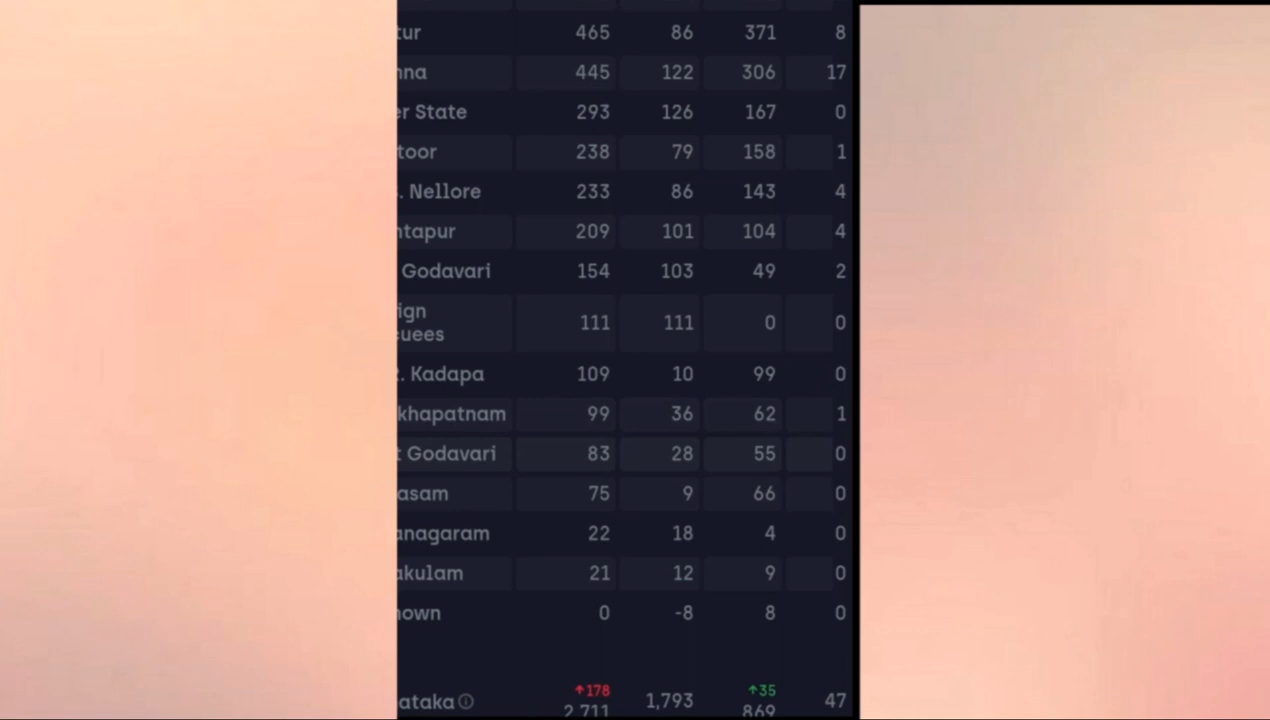 tur 465 86 371 8
nna 445 122 306 17
er State 293 126 167 0
toor 238 79 158 1
. Nellore 233 86 143 4
ntapur 209 101 104 4
Godavari 154 103 49 2
ign
cuees 111 111 0 0
. Kadapa 109 10 99 0
khapatnam 99 36 62 1
t Godavari 83 28 55 0
asam 75 9 66 0
anagaram 22 18 4 0
akulam 21 12 9 0
nown 0 -8 8 0
↑178 ↑35
ataka 2,711 1,793 869 47